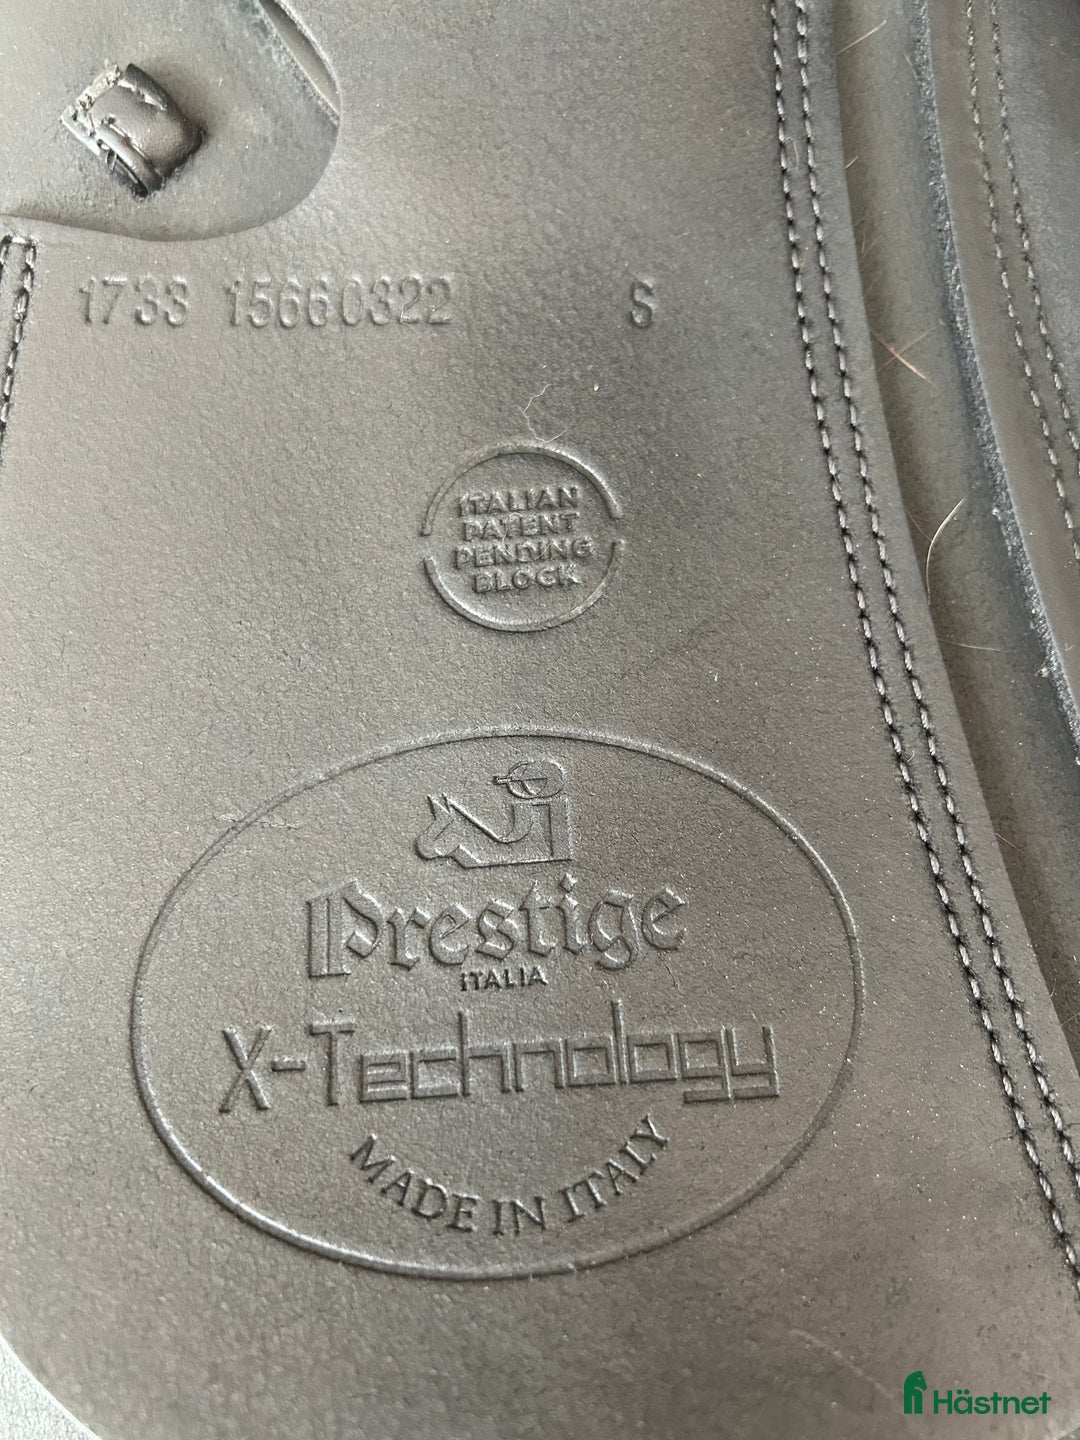 1733 15660322 S
ITALIAN
PATENT
PENDING
BLOCK
Prestige
ITALIA
X-Technology
MADE IN ITALY
Hästnet